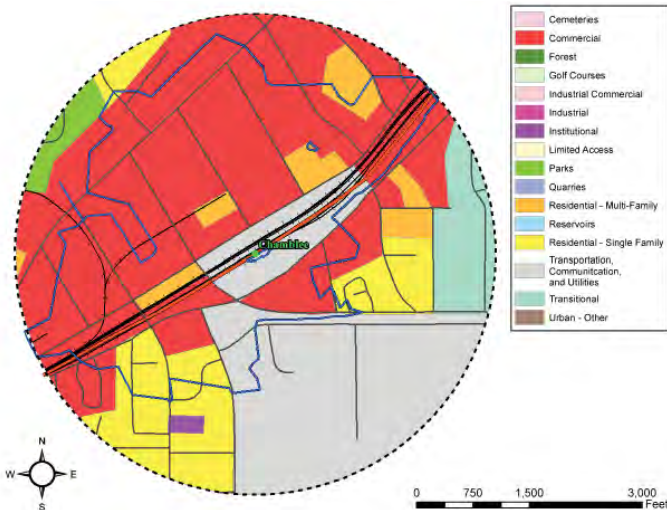 Cemeteries
Commercial
Forest
Golf Courses
Industrial Commercial
Industrial
Institutional
Limited Access
Parks
Quarries
Residential - Multi-Family
Reservoirs
Residential - Single Family
Transportation,
Communitcation,
and Utilities
Transitional
Urban - Other
Chamblee
N
W E
S
0 750 1,500 3,000
Feet